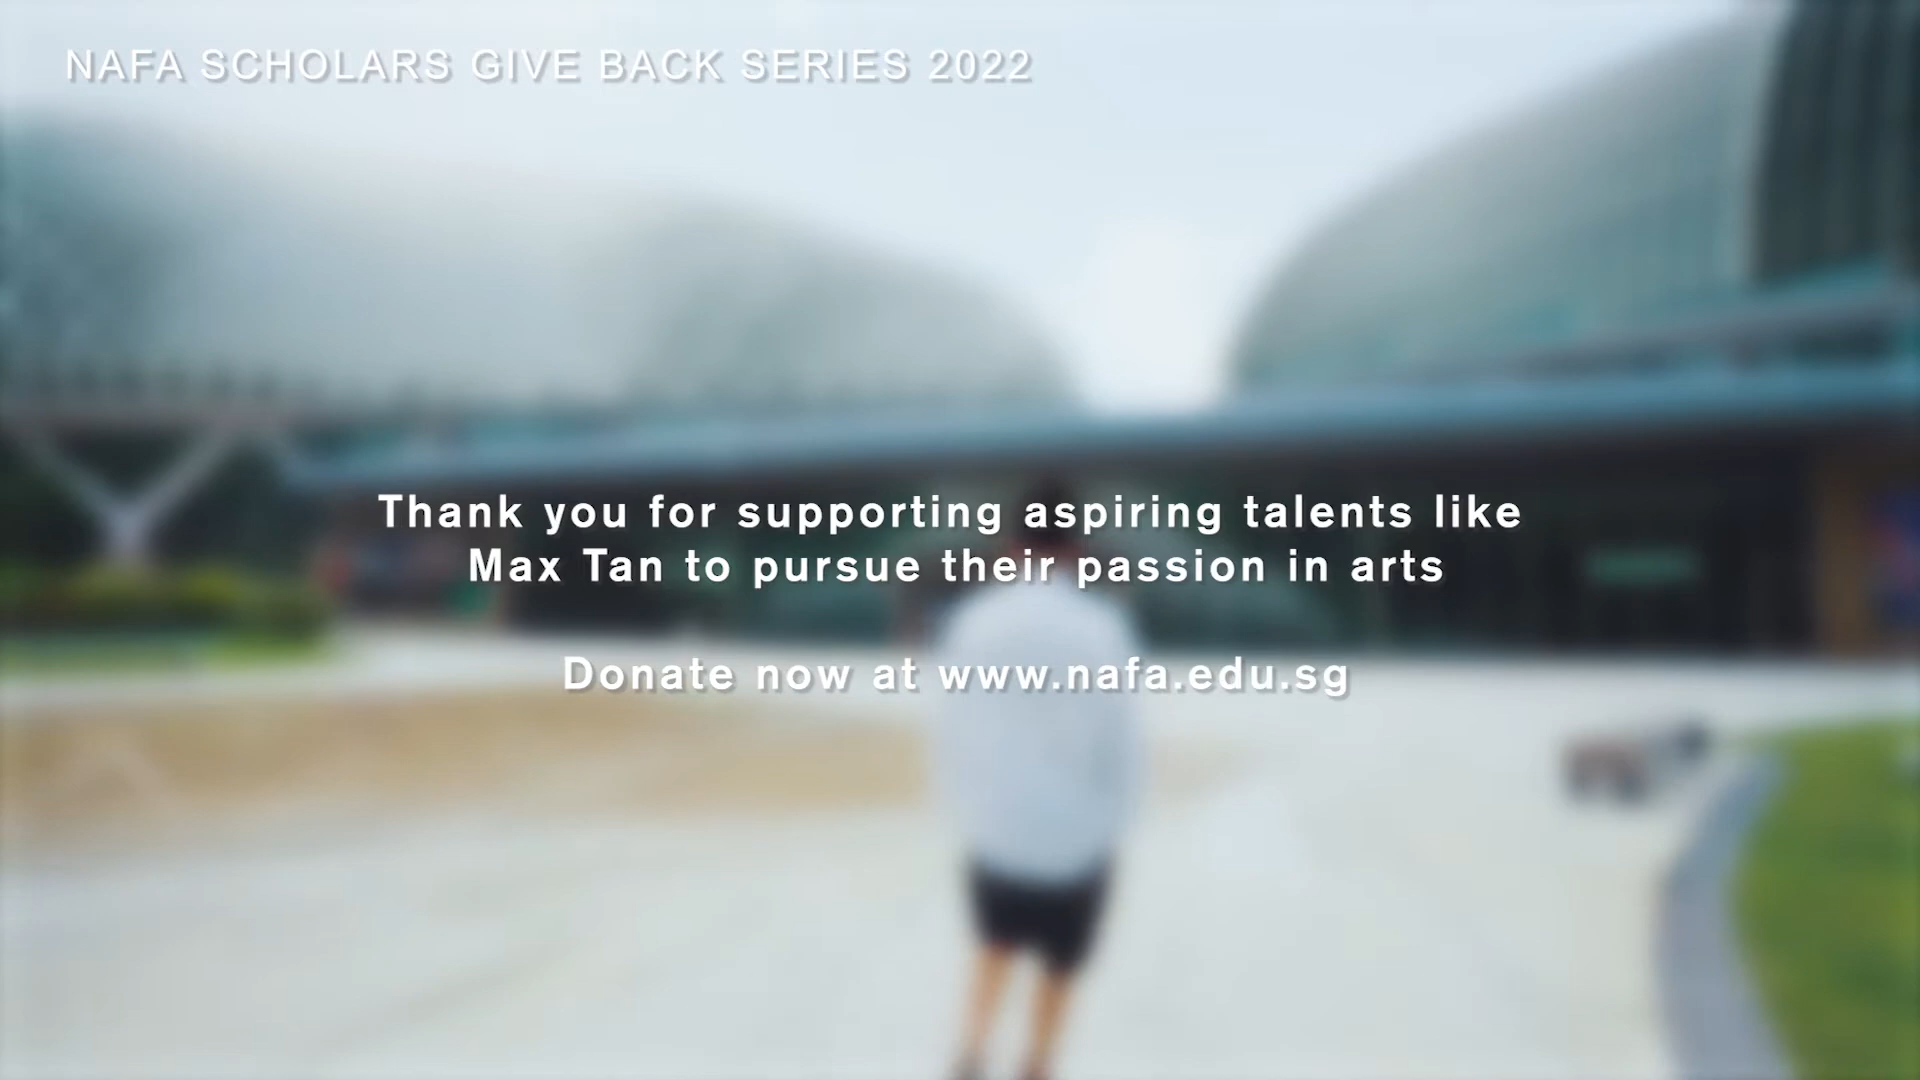 NAFA SCHOLARS GIVE BACK SERIES 2022
Thank you for supporting aspiring talents like
Max Tan to pursue their passion in arts
Donate now at www.nafa.edu.sg